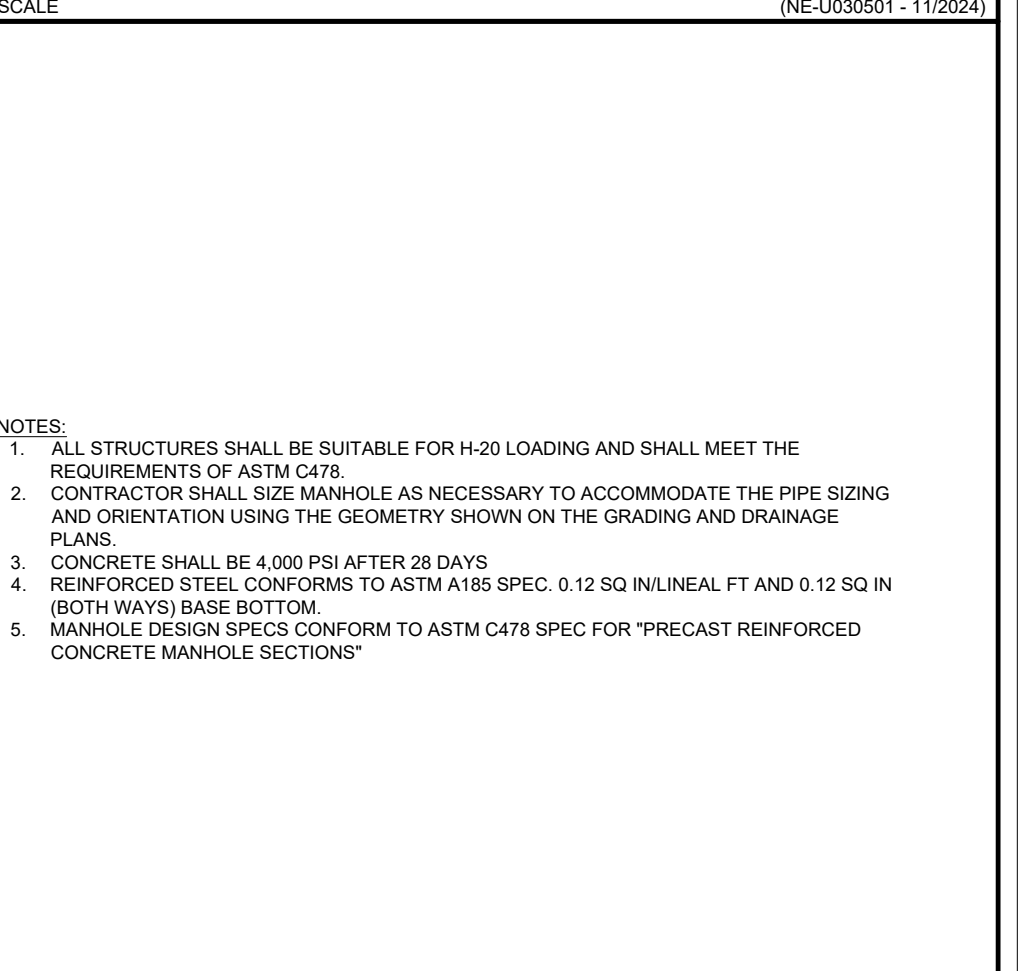 SCALE (NE-U030501 - 11/2024)
NOTES:
1. ALL STRUCTURES SHALL BE SUITABLE FOR H-20 LOADING AND SHALL MEET THE
REQUIREMENTS OF ASTM C478.
2. CONTRACTOR SHALL SIZE MANHOLE AS NECESSARY TO ACCOMMODATE THE PIPE SIZING
AND ORIENTATION USING THE GEOMETRY SHOWN ON THE GRADING AND DRAINAGE
PLANS.
3. CONCRETE SHALL BE 4,000 PSI AFTER 28 DAYS
4. REINFORCED STEEL CONFORMS TO ASTM A185 SPEC. 0.12 SQ IN/LINEAL FT AND 0.12 SQ IN
(BOTH WAYS) BASE BOTTOM.
5. MANHOLE DESIGN SPECS CONFORM TO ASTM C478 SPEC FOR "PRECAST REINFORCED
CONCRETE MANHOLE SECTIONS"